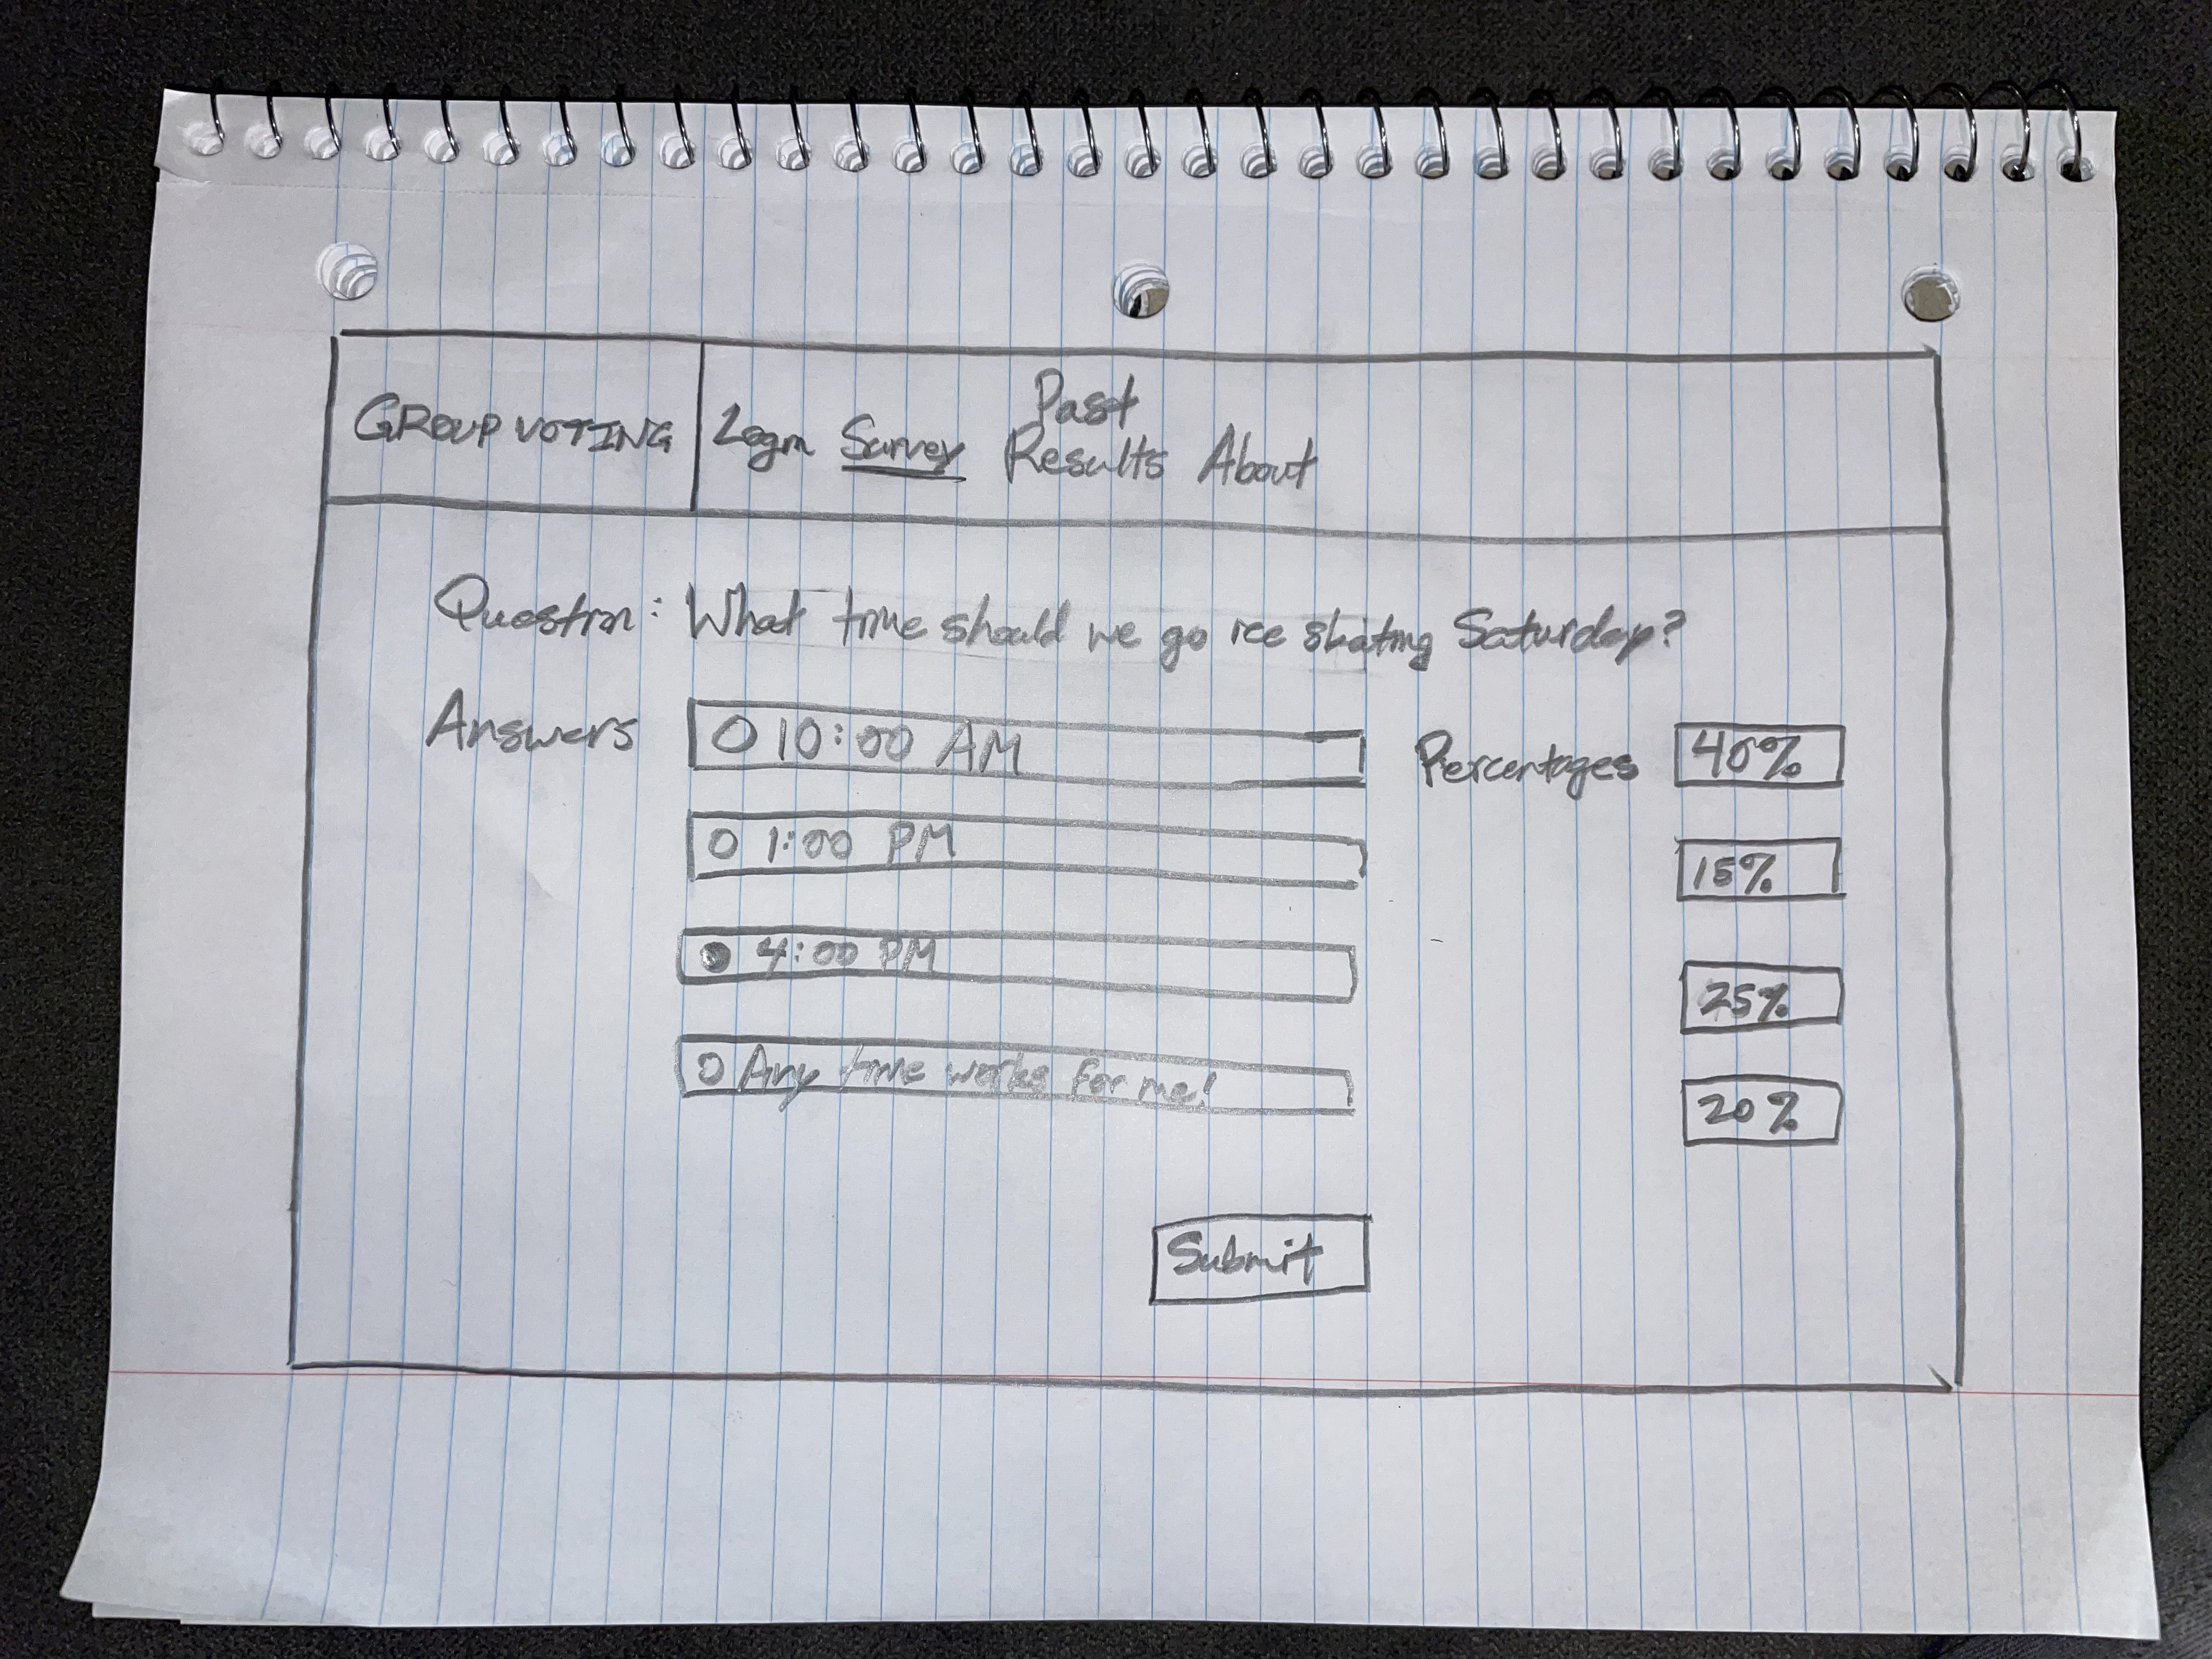 GROUP VOTING
Login Survey Past Results About
Question: What time should we go ice skating Saturday?
Answers
10:00 AM
1:00 PM
4:00 PM
Any time works for me!
Percentages
40%
15%
25%
20%
Submit